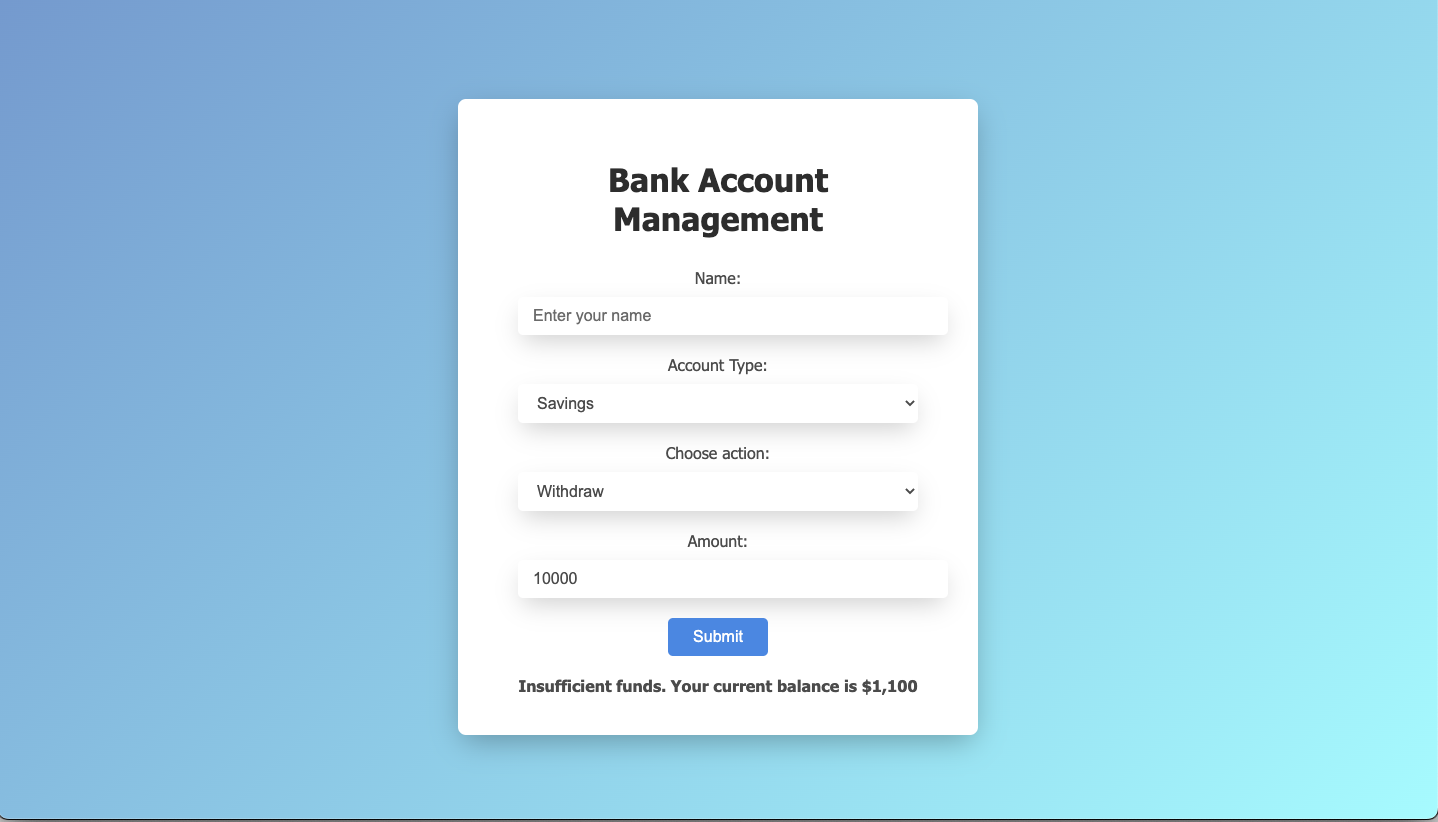 Bank Account
Management
Name:
Enter your name
Account Type:
Savings
Choose action:
Withdraw
Amount:
10000
Submit
Insufficient funds. Your current balance is $1,100